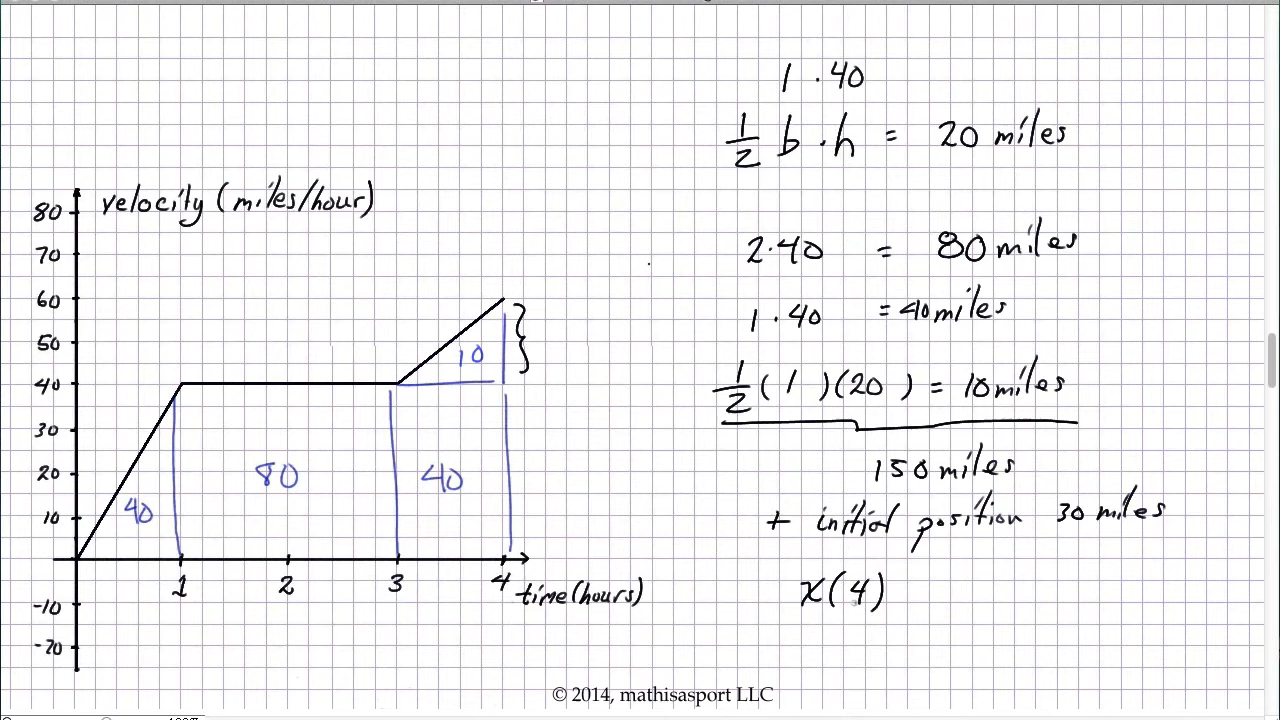 1 · 40
1/2 b · h = 20 miles
velocity (miles/hour)
80
70
60
50
40
30
20
10
-10
-20
1 2 3 4 time(hours)
40
80
40
10
2·40 = 80 miles
1 · 40 = 40 miles
1/2 ( 1 )(20 ) = 10 miles
150 miles
+ initial position 30 miles
x(4)
© 2014, mathisasport LLC